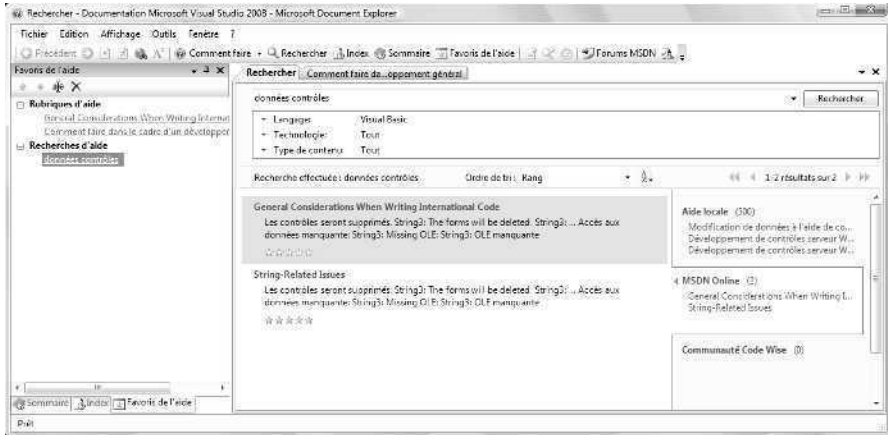 Rechercher - Documentation Microsoft Visual Studio 2008 - Microsoft Document Explorer
Fichier Edition Affichage Outils Fenêtre ?
Précédent Comment faire Rechercher Index Sommaire Favoris de l'aide Forums MSDN
Favoris de l'aide
Rechercher Comment faire da...oppement général
Rubriques d'aide
General Considerations When Writing Internat
Comment faire dans le cadre d'un développer
Recherches d'aide
données contrôles
données contrôles Rechercher
Langage: Visual Basic
Technologie: Tout
Type de contenu: Tout
Recherche effectuée : données contrôles Ordre de tri : Rang 1-2 résultats sur 2
General Considerations When Writing International Code
Les contrôles seront supprimés. String3: The forms will be deleted. String3: ... Accès aux
données manquante: String3: Missing OLE: String3: OLE manquante
String-Related Issues
Les contrôles seront supprimés. String3: The forms will be deleted. String3: ... Accès aux
données manquante: String3: Missing OLE: String3: OLE manquante
Aide locale (500)
Modification de données à l'aide de co...
Développement de contrôles serveur W...
Développement de contrôles serveur W...
MSDN Online (2)
General Considerations When Writing I...
String-Related Issues
Communauté Code Wise (0)
Sommaire Index Favoris de l'aide
Prêt